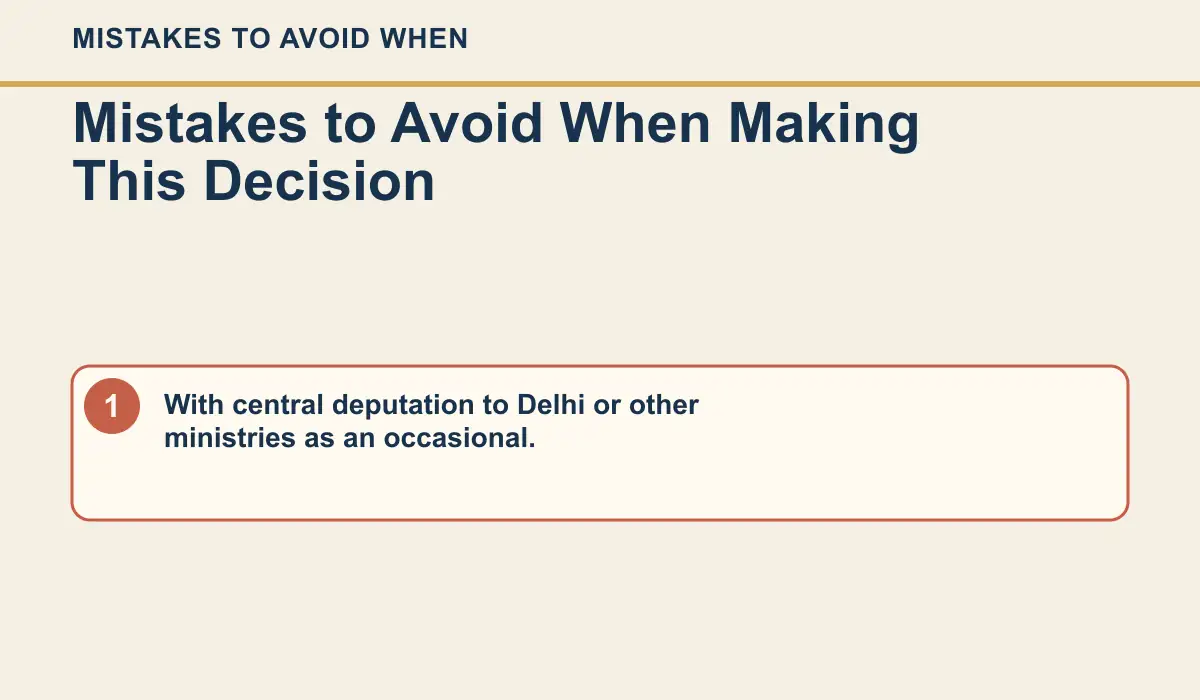 MISTAKES TO AVOID WHEN
Mistakes to Avoid When Making
This Decision
1
With central deputation to Delhi or other
ministries as an occasional.